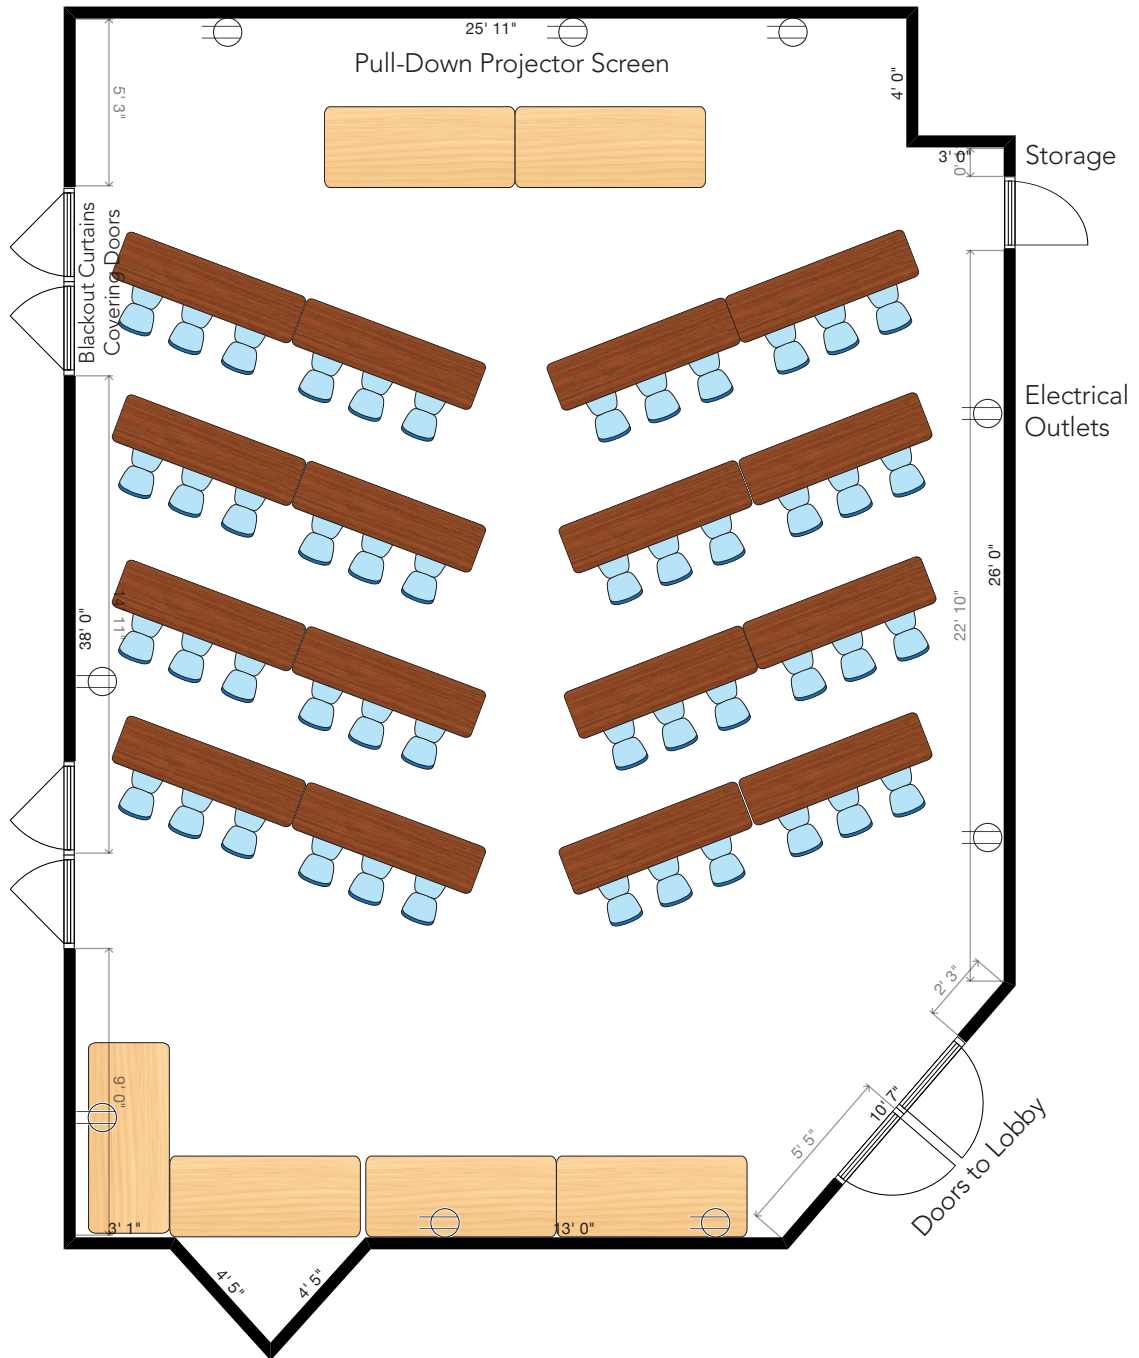 25' 11"
Pull-Down Projector Screen
5' 3"
4' 0"
3' 0"
Storage
Blackout Curtains
Covering Doors
Electrical
Outlets
26' 0"
22' 10"
38' 0"
14' 11"
2' 3"
10' 7"
5' 5"
Doors to Lobby
9' 0"
3' 1"
13' 0"
4' 5"
4' 5"